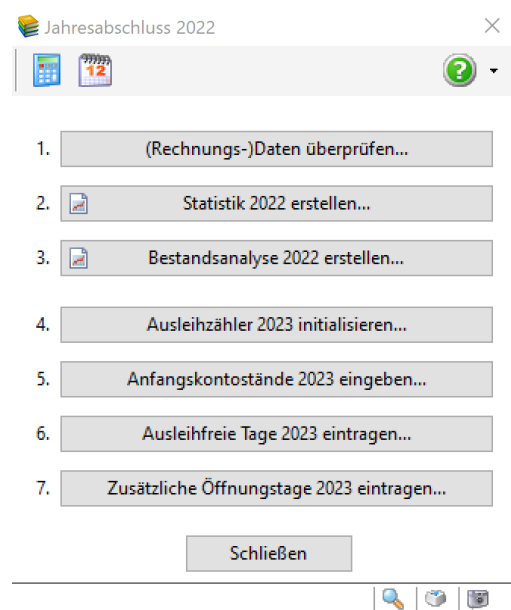 Jahresabschluss 2022
12
1. (Rechnungs-)Daten überprüfen...
2. Statistik 2022 erstellen...
3. Bestandsanalyse 2022 erstellen...
4. Ausleihzähler 2023 initialisieren...
5. Anfangskontostände 2023 eingeben...
6. Ausleihfreie Tage 2023 eintragen...
7. Zusätzliche Öffnungstage 2023 eintragen...
Schließen